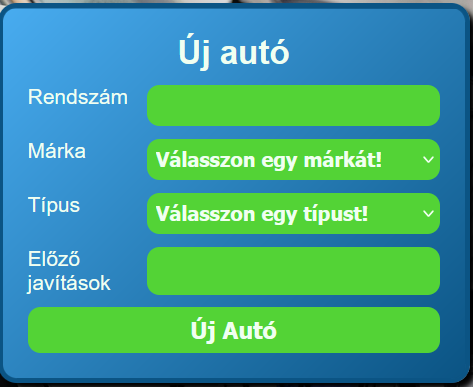 Új autó
Rendszám
Márka
Válasszon egy márkát!
Típus
Válasszon egy típust!
Előző
javítások
Új Autó